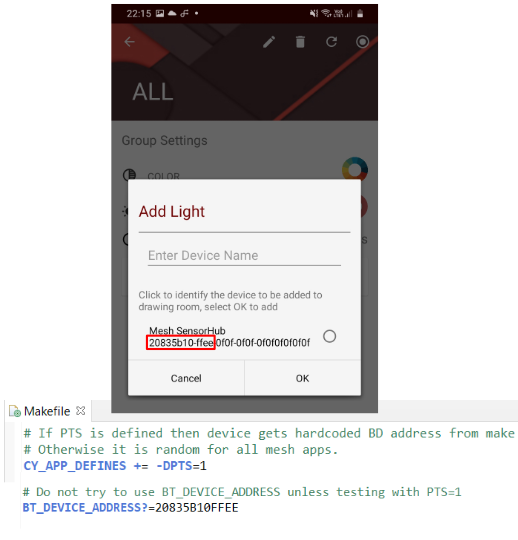 22:15
ALL
Group Settings
COLOR
Add Light
Enter Device Name
Click to identify the device to be added to
drawing room, select OK to add
Mesh SensorHub
20835b10-ffee-0f0f-0f0f-0f0f0f0f0f0f
Cancel
OK
Makefile
# If PTS is defined then device gets hardcoded BD address from make
# Otherwise it is random for all mesh apps.
CY_APP_DEFINES += -DPTS=1
# Do not try to use BT_DEVICE_ADDRESS unless testing with PTS=1
BT_DEVICE_ADDRESS?=20835B10FFEE